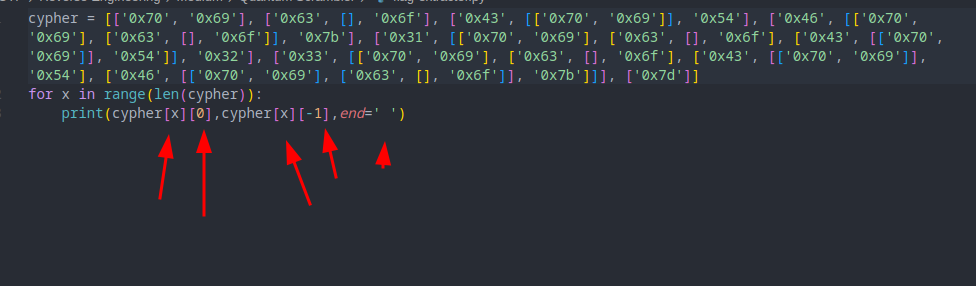 cypher = [['0x70', '0x69'], ['0x63', [], '0x6f'], ['0x43', [['0x70', '0x69']], '0x54'], ['0x46', [['0x70',
'0x69'], ['0x63', [], '0x6f']], '0x7b'], ['0x31', [['0x70', '0x69'], ['0x63', [], '0x6f'], ['0x43', [['0x70',
'0x69']], '0x54']], '0x32'], ['0x33', [['0x70', '0x69'], ['0x63', [], '0x6f'], ['0x43', [['0x70', '0x69']],
'0x54'], ['0x46', [['0x70', '0x69'], ['0x63', [], '0x6f']], '0x7b']]], ['0x7d']]
for x in range(len(cypher)):
    print(cypher[x][0],cypher[x][-1],end=' ')